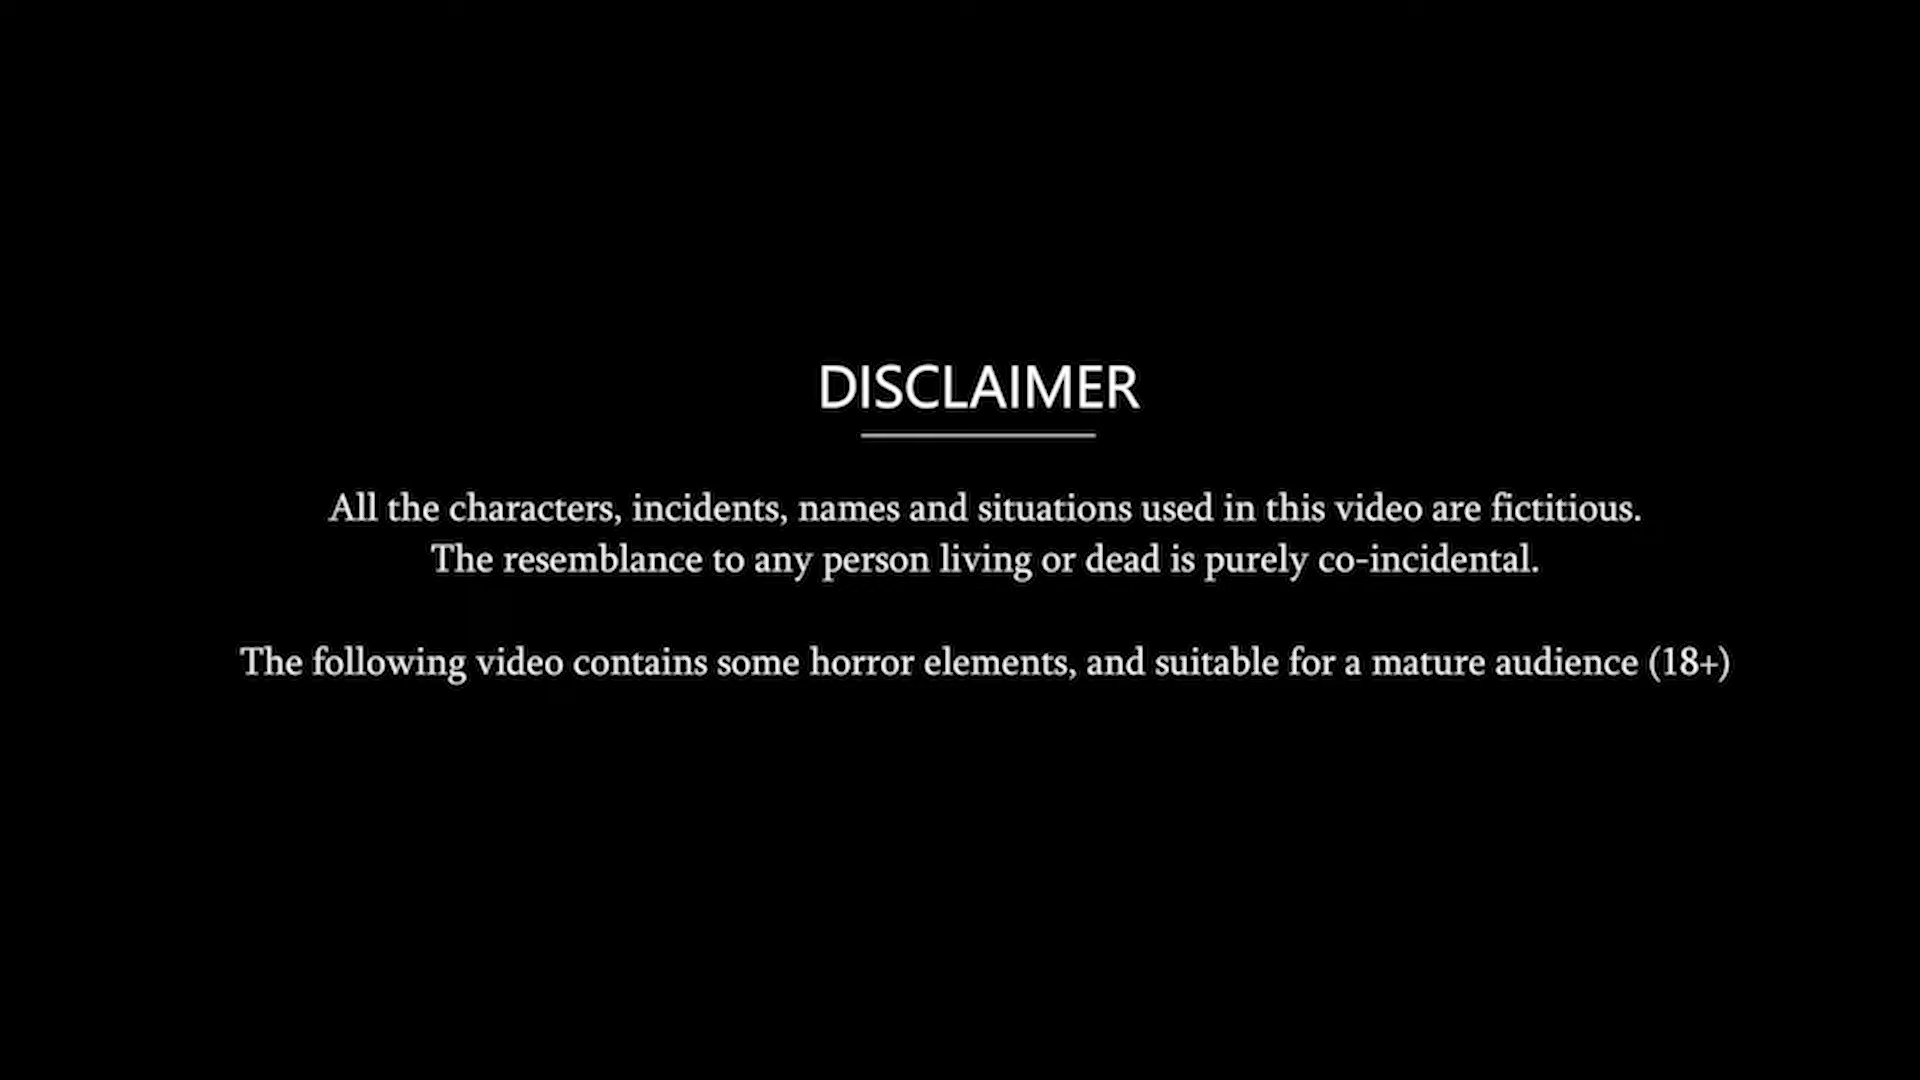 DISCLAIMER
All the characters, incidents, names and situations used in this video are fictitious.
The resemblance to any person living or dead is purely co-incidental.
The following video contains some horror elements, and suitable for a mature audience (18+)